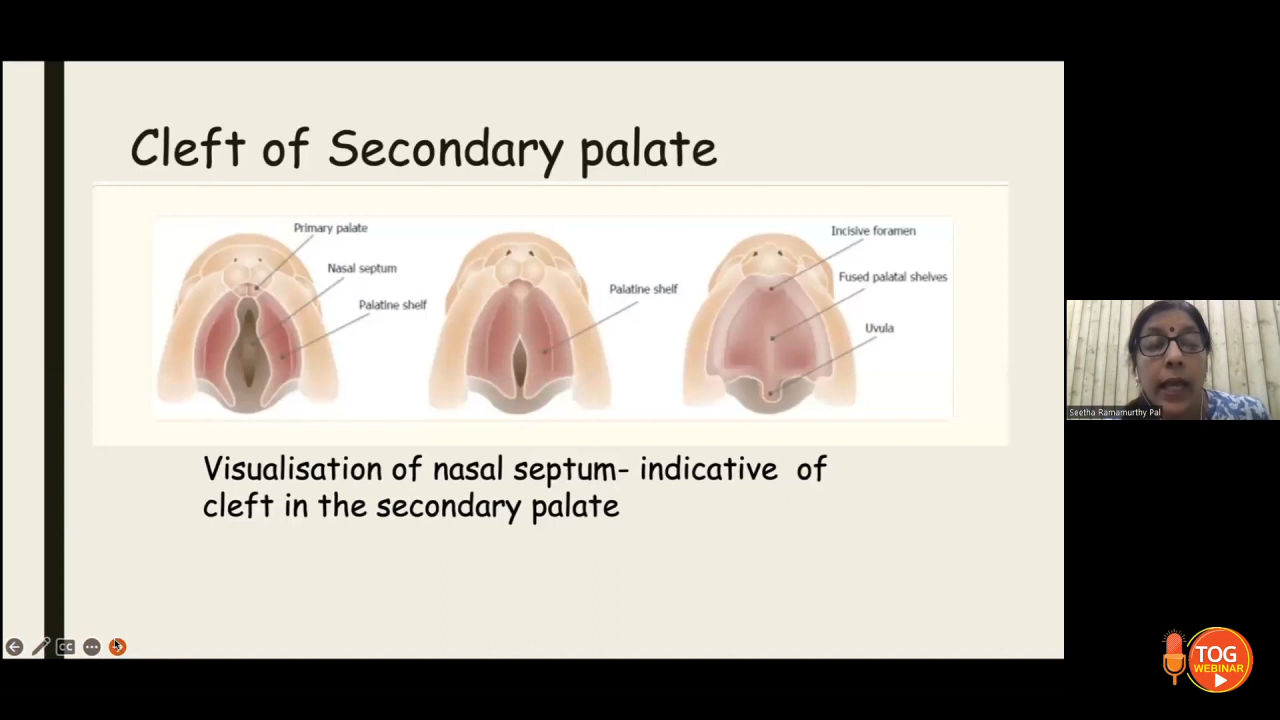 Cleft of Secondary palate
Primary palate
Nasal septum
Palatine shelf
Palatine shelf
Incisive foramen
Fused palatal shelves
Uvula
Visualisation of nasal septum- indicative of
cleft in the secondary palate
CC
Seetha Ramamurthy Pal
TOG
WEBINAR